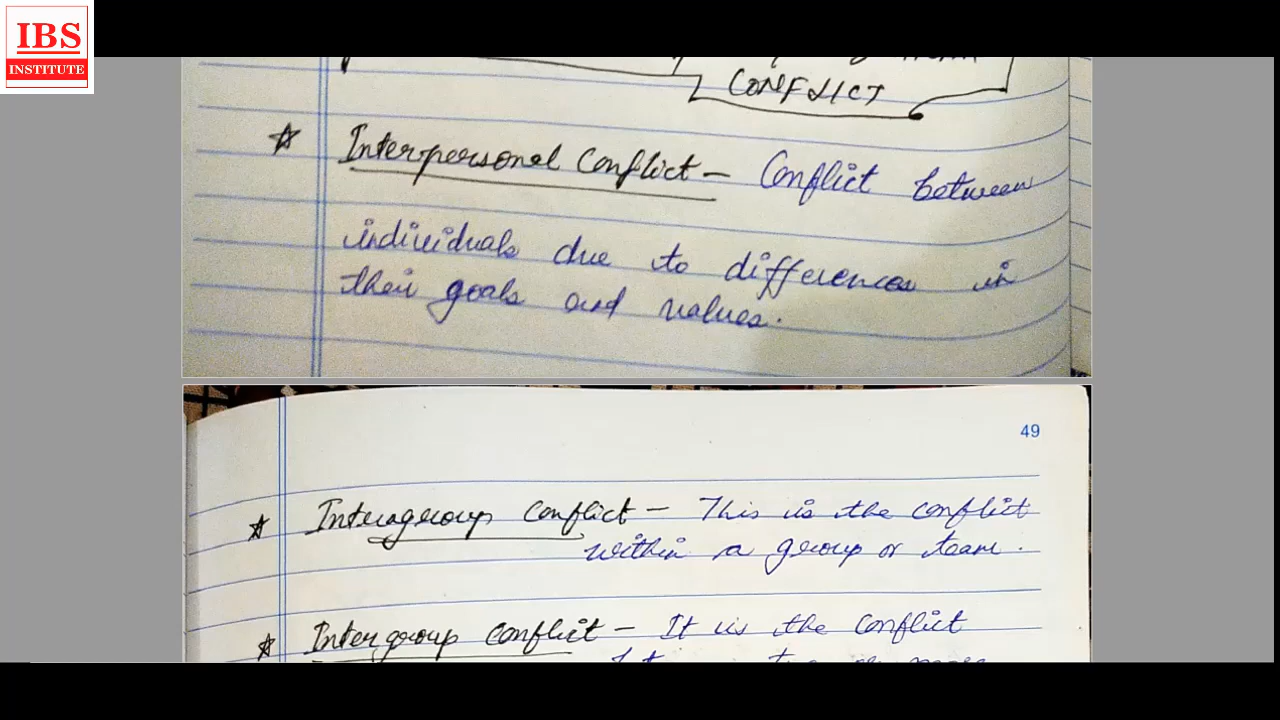 IBS
INSTITUTE
CONFLICT
☆ Interpersonal Conflict – Conflict between
individuals due to differences in
their goals and values.
49
☆ Intragroup Conflict – This is the conflict
within a group or team.
☆ Intergroup Conflict – It is the conflict